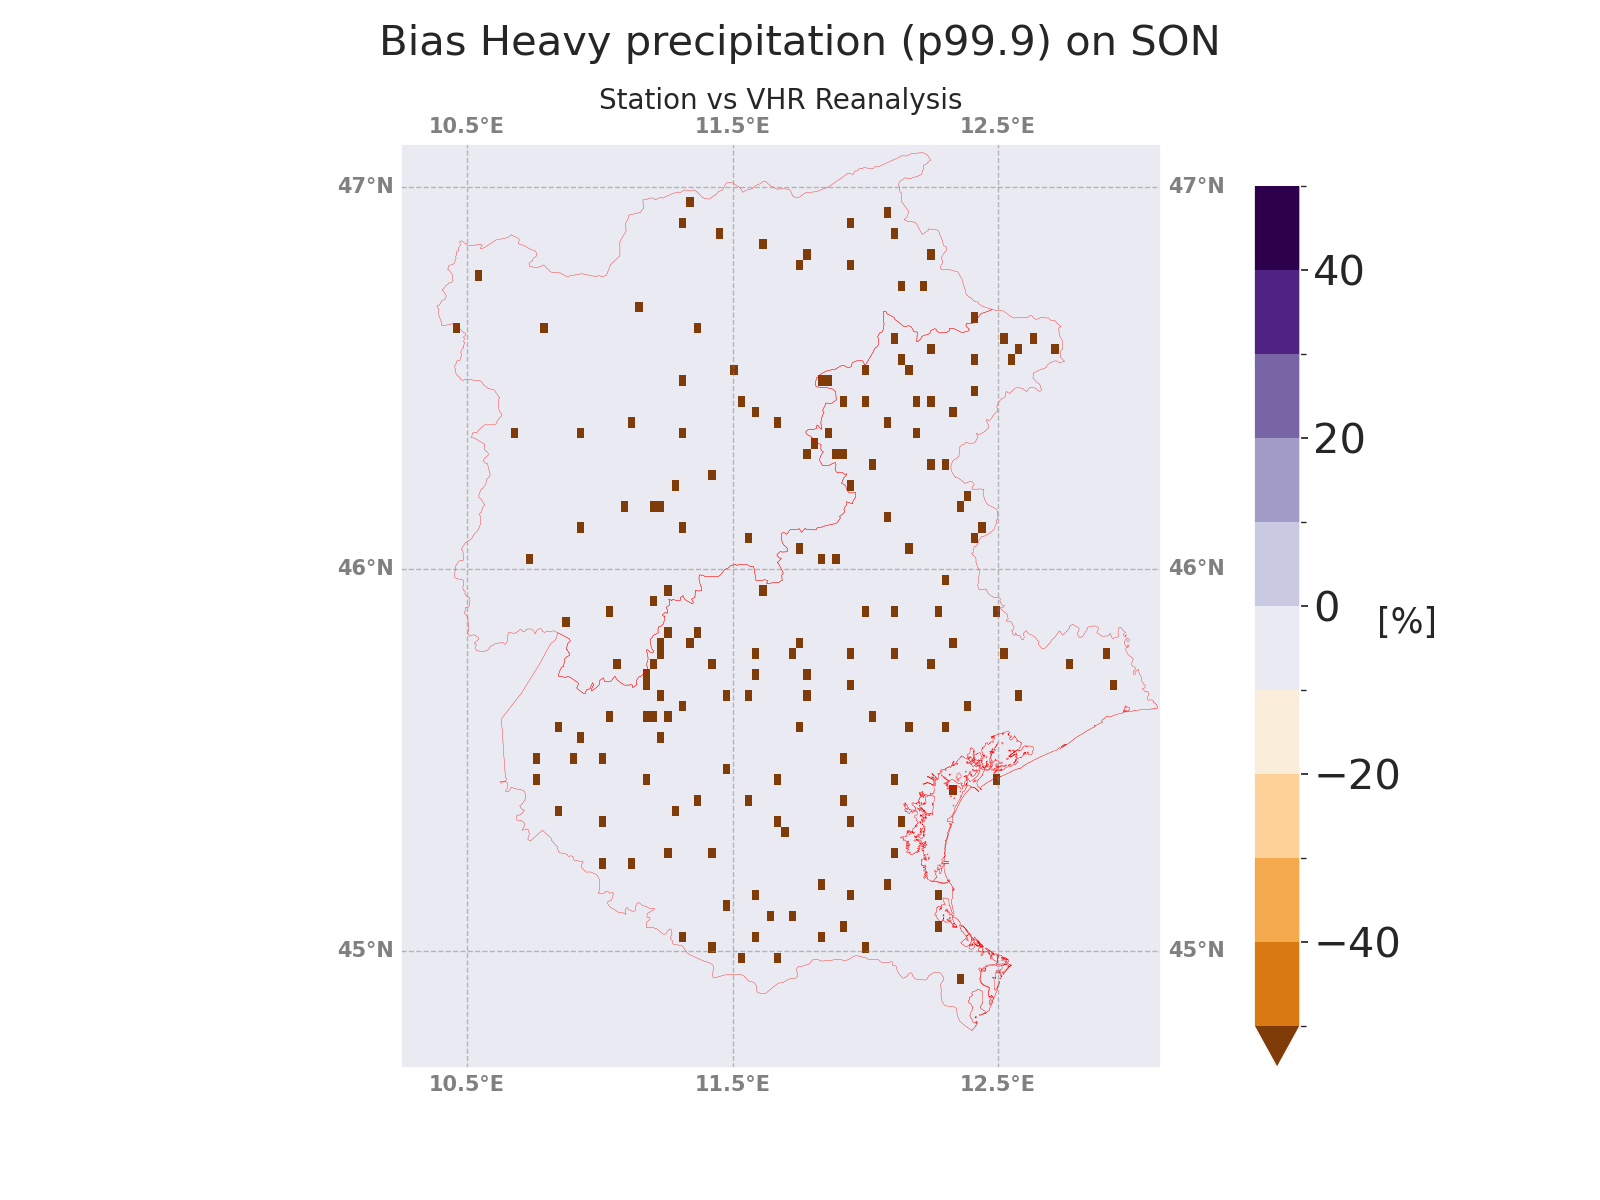 Bias Heavy precipitation (p99.9) on SON
Station vs VHR Reanalysis
10.5°E 11.5°E 12.5°E
47°N 47°N
40
20
46°N 46°N
0 [%]
−20
−40
45°N 45°N
10.5°E 11.5°E 12.5°E